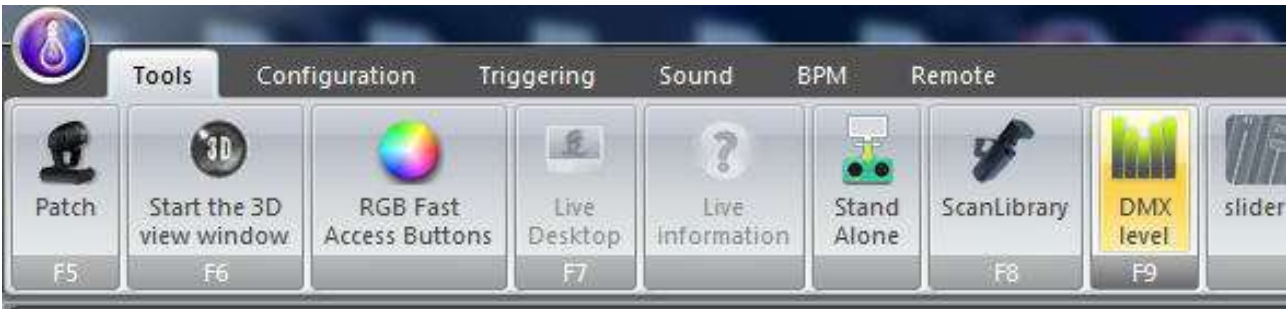 Tools Configuration Triggering Sound BPM Remote
3D
Patch Start the 3D RGB Fast Live Live Stand ScanLibrary DMX slider
view window Access Buttons Desktop information Alone level
F5 F6 F7 F8 F9